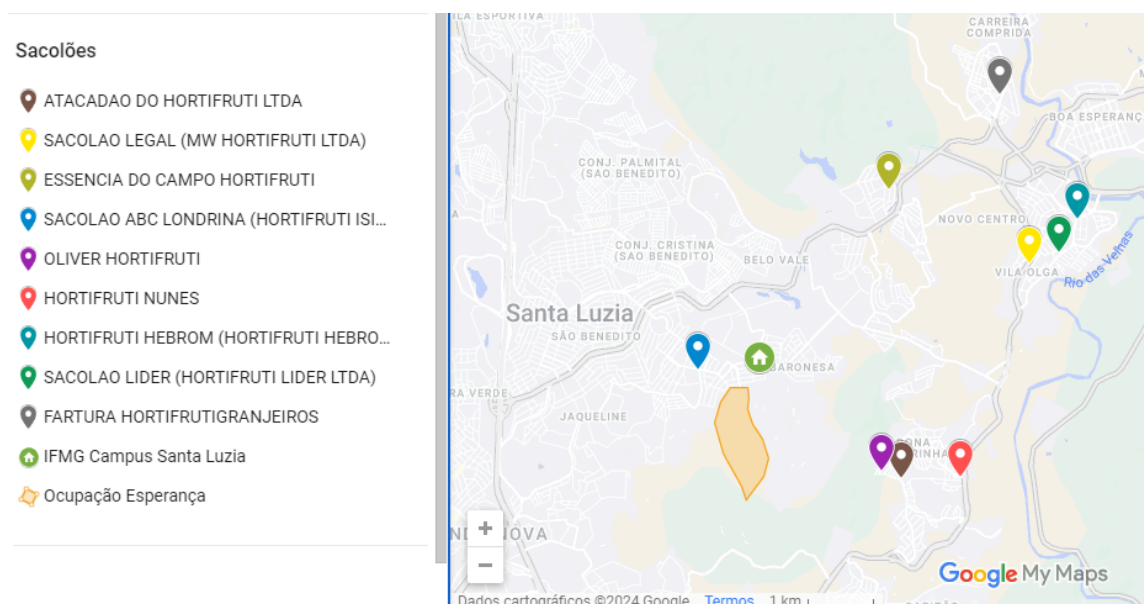 Sacolões
ATACADAO DO HORTIFRUTI LTDA
SACOLAO LEGAL (MW HORTIFRUTI LTDA)
ESSENCIA DO CAMPO HORTIFRUTI
SACOLAO ABC LONDRINA (HORTIFRUTI ISI...
OLIVER HORTIFRUTI
HORTIFRUTI NUNES
HORTIFRUTI HEBROM (HORTIFRUTI HEBRO...
SACOLAO LIDER (HORTIFRUTI LIDER LTDA)
FARTURA HORTIFRUTIGRANJEIROS
IFMG Campus Santa Luzia
Ocupação Esperança
ILA ESPORTIVA
CARREIRA
COMPRIDA
BOA ESPERANÇ
CONJ. PALMITAL
(SAO BENEDITO)
NOVO CENTRO
CONJ. CRISTINA
(SAO BENEDITO)
BELO VALE
VILA OLGA
Rio das Velhas
Santa Luzia
SÃO BENEDITO
BARONESA
RA VERDE
JAQUELINE
NOVA
Google My Maps
Dados cartográficos ©2024 Google
Termos
1 km